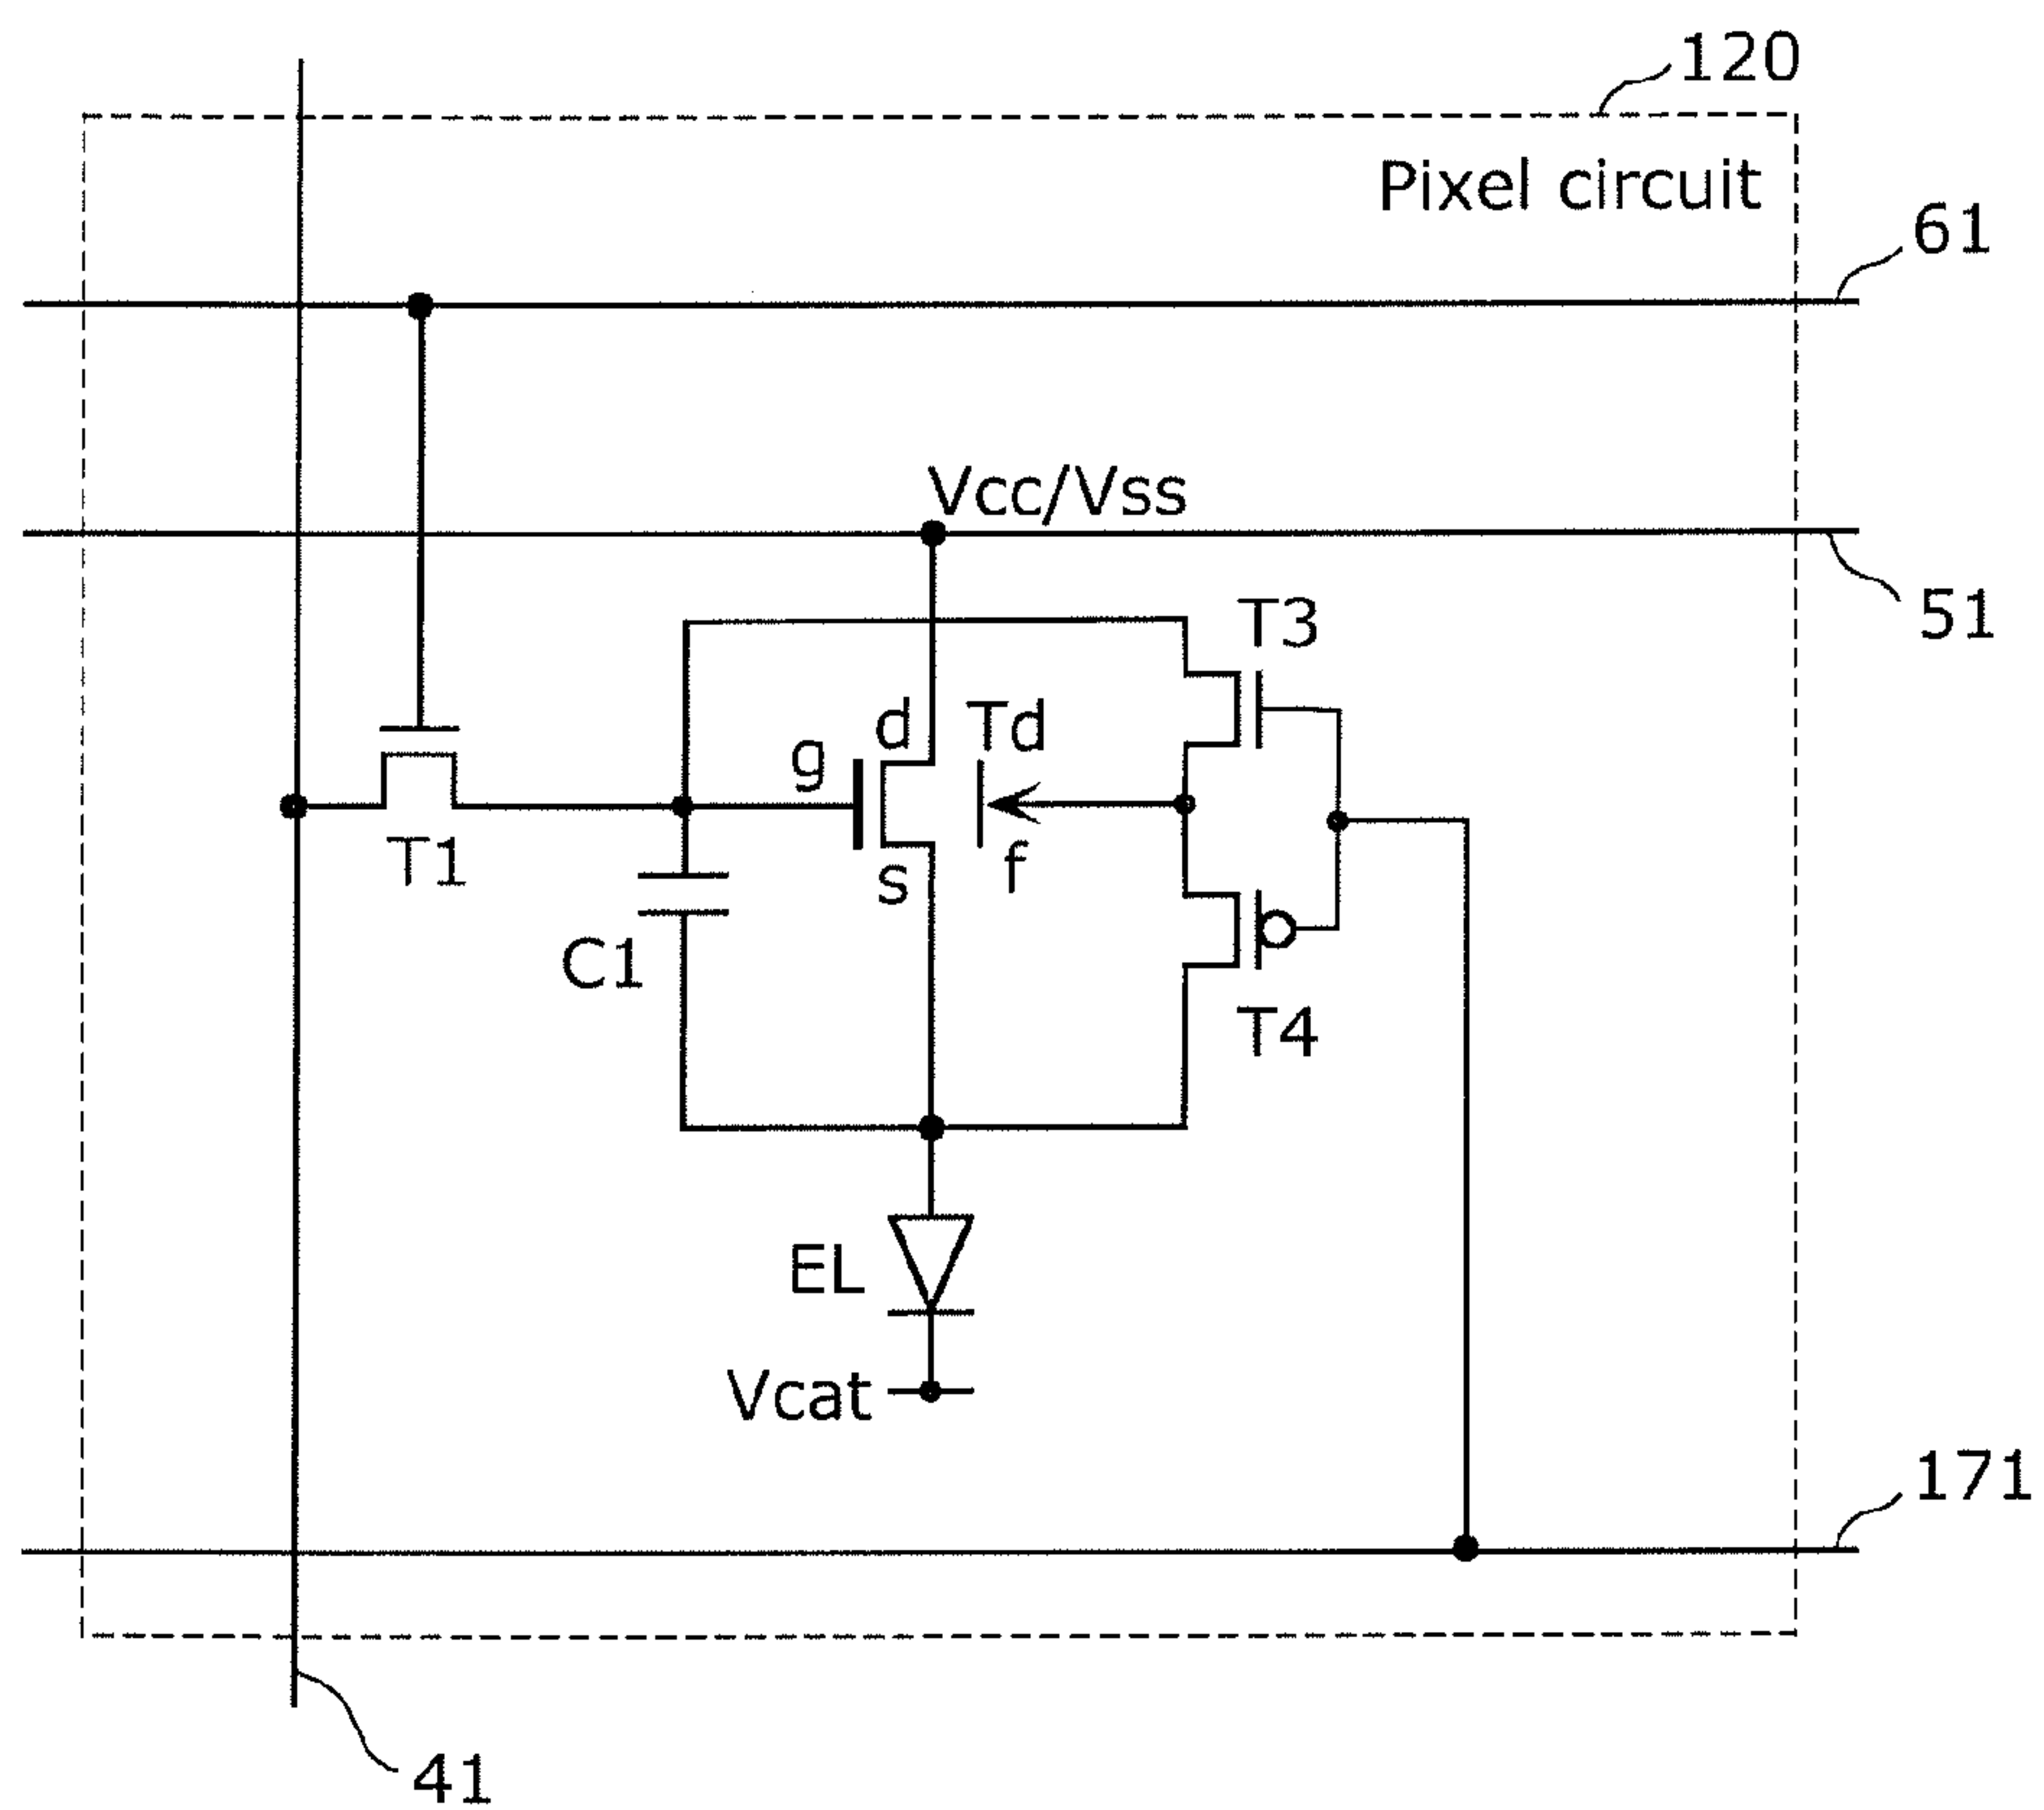 120
Pixel circuit
61
Vcc/Vss
51
T3
d
Td
g
T1
s
f
C1
T4
EL
Vcat
171
41